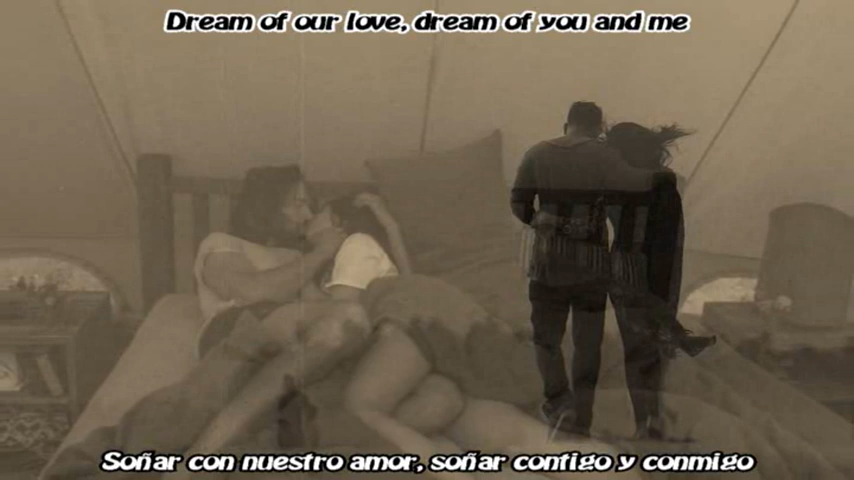 Dream of our love, dream of you and me
Soñar con nuestro amor, soñar contigo y conmigo